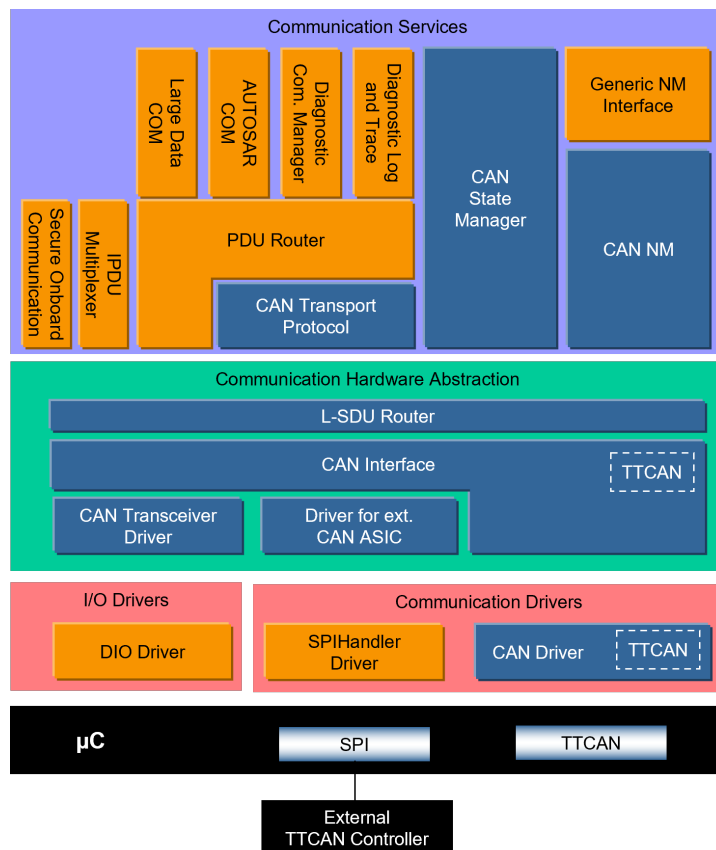 Communication Services
Large Data
COM
AUTOSAR
COM
Diagnostic
Com. Manager
Diagnostic Log
and Trace
CAN
State
Manager
Generic NM
Interface
Secure Onboard
Communication
IPDU
Multiplexer
PDU Router
CAN NM
CAN Transport
Protocol
Communication Hardware Abstraction
L-SDU Router
CAN Interface
TTCAN
CAN Transceiver
Driver
Driver for ext.
CAN ASIC
I/O Drivers
Communication Drivers
DIO Driver
SPIHandler
Driver
CAN Driver
TTCAN
µC
SPI
TTCAN
External
TTCAN Controller